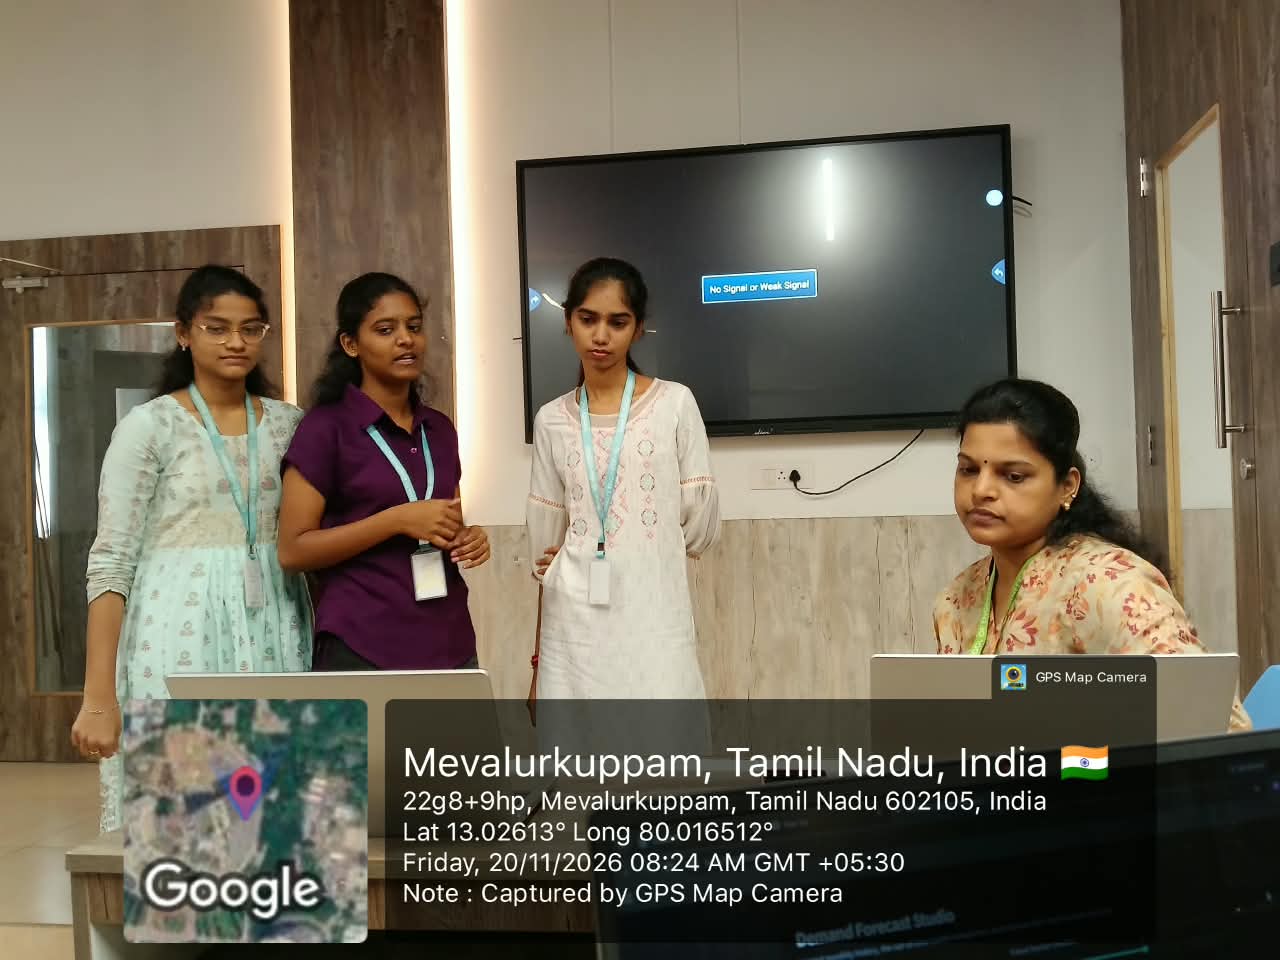 No Signal or Weak Signal
GPS Map Camera
Mevalurkuppam, Tamil Nadu, India
22g8+9hp, Mevalurkuppam, Tamil Nadu 602105, India
Lat 13.02613° Long 80.016512°
Friday, 20/11/2026 08:24 AM GMT +05:30
Note : Captured by GPS Map Camera
Google
Demand Forecast Studio